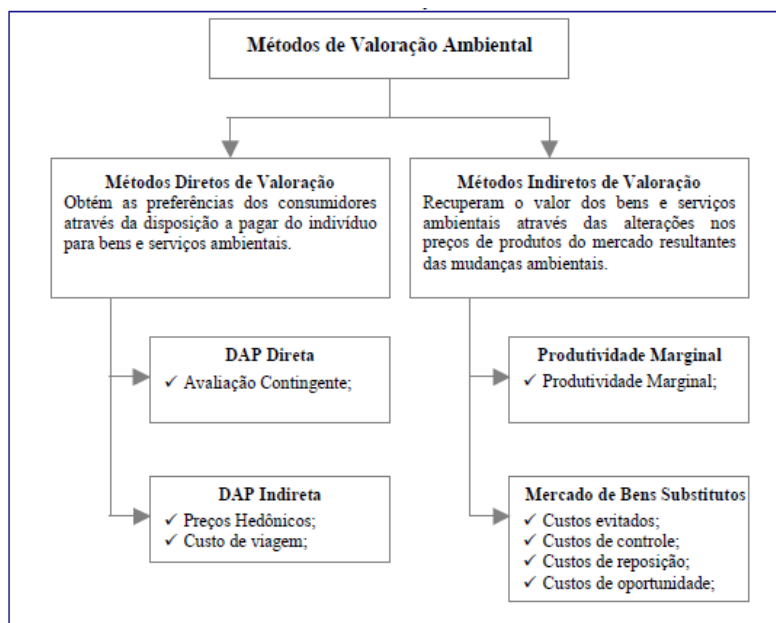 Métodos de Valoração Ambiental
Métodos Diretos de Valoração
Obtém as preferências dos consumidores
através da disposição a pagar do indivíduo
para bens e serviços ambientais.
Métodos Indiretos de Valoração
Recuperam o valor dos bens e serviços
ambientais através das alterações nos
preços de produtos do mercado resultantes
das mudanças ambientais.
DAP Direta
✓ Avaliação Contingente;
Produtividade Marginal
✓ Produtividade Marginal;
DAP Indireta
✓ Preços Hedônicos;
✓ Custo de viagem;
Mercado de Bens Substitutos
✓ Custos evitados;
✓ Custos de controle;
✓ Custos de reposição;
✓ Custos de oportunidade;